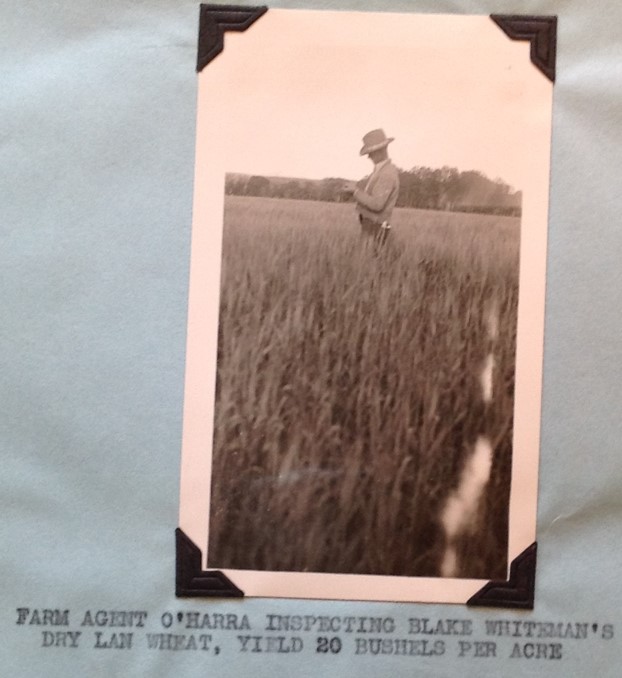 FARM AGENT O'HARRA INSPECTING BLAKE WHITEMAN'S
DRY LAN WHEAT, YIELD 20 BUSHELS PER ACRE